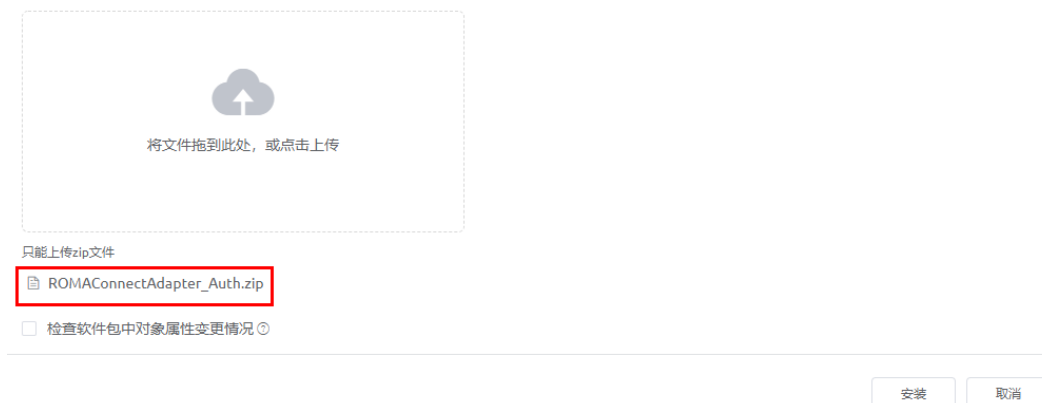 将文件拖到此处，或点击上传
只能上传zip文件
ROMAConnectAdapter_Auth.zip
检查软件包中对象属性变更情况
安装
取消